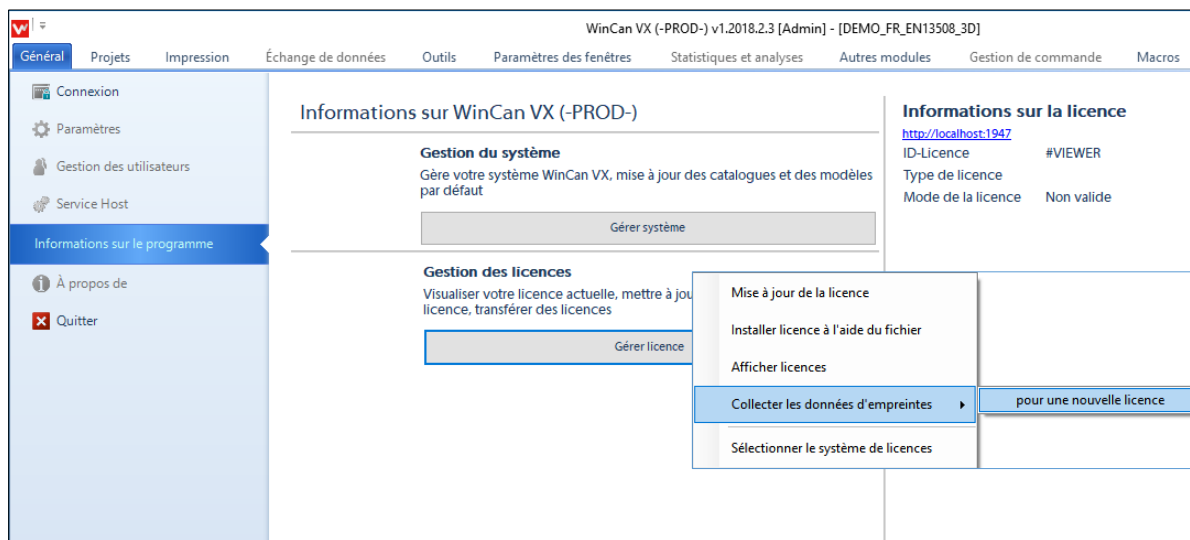 WinCan VX (-PROD-) v1.2018.2.3 [Admin] - [DEMO_FR_EN13508_3D]
Général Projets Impression Échange de données Outils Paramètres des fenêtres Statistiques et analyses Autres modules Gestion de commande Macros
Connexion
Paramètres
Gestion des utilisateurs
Service Host
Informations sur le programme
À propos de
Quitter
Informations sur WinCan VX (-PROD-)
Gestion du système
Gère votre système WinCan VX, mise à jour des catalogues et des modèles
par défaut
Gérer système
Gestion des licences
Visualiser votre licence actuelle, mettre à jou
licence, transférer des licences
Gérer licence
Mise à jour de la licence
Installer licence à l'aide du fichier
Afficher licences
Collecter les données d'empreintes
pour une nouvelle licence
Sélectionner le système de licences
Informations sur la licence
http://localhost:1947
ID-Licence #VIEWER
Type de licence
Mode de la licence Non valide